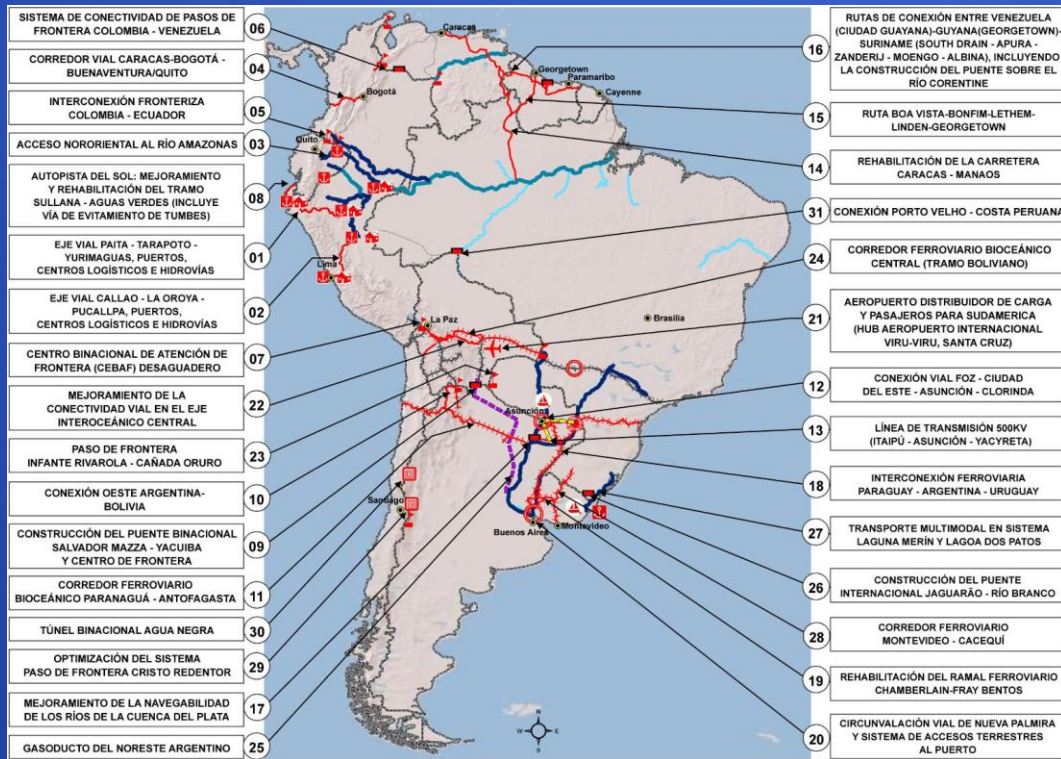 SISTEMA DE CONECTIVIDAD DE PASOS DE
FRONTERA COLOMBIA - VENEZUELA
06
CORREDOR VIAL CARACAS-BOGOTÁ -
BUENAVENTURA/QUITO
04
INTERCONEXIÓN FRONTERIZA
COLOMBIA - ECUADOR
05
ACCESO NORORIENTAL AL RÍO AMAZONAS
03
AUTOPISTA DEL SOL: MEJORAMIENTO
Y REHABILITACIÓN DEL TRAMO
SULLANA - AGUAS VERDES (INCLUYE
VÍA DE EVITAMIENTO DE TUMBES)
08
EJE VIAL PAITA - TARAPOTO -
YURIMAGUAS, PUERTOS,
CENTROS LOGÍSTICOS E HIDROVÍAS
01
EJE VIAL CALLAO - LA OROYA -
PUCALLPA, PUERTOS,
CENTROS LOGÍSTICOS E HIDROVÍAS
02
CENTRO BINACIONAL DE ATENCIÓN DE
FRONTERA (CEBAF) DESAGUADERO
07
MEJORAMIENTO DE LA
CONECTIVIDAD VIAL EN EL EJE
INTEROCEÁNICO CENTRAL
22
PASO DE FRONTERA
INFANTE RIVAROLA - CAÑADA ORURO
23
CONEXIÓN OESTE ARGENTINA-
BOLIVIA
10
CONSTRUCCIÓN DEL PUENTE BINACIONAL
SALVADOR MAZZA - YACUIBA
Y CENTRO DE FRONTERA
09
CORREDOR FERROVIARIO
BIOCEÁNICO PARANAGUÁ - ANTOFAGASTA
11
TÚNEL BINACIONAL AGUA NEGRA
30
OPTIMIZACIÓN DEL SISTEMA
PASO DE FRONTERA CRISTO REDENTOR
29
MEJORAMIENTO DE LA NAVEGABILIDAD
DE LOS RÍOS DE LA CUENCA DEL PLATA
17
GASODUCTO DEL NORESTE ARGENTINO
25
Caracas
Georgetown
Paramaribo
Cayenne
Bogotá
Quito
Lima
La Paz
Brasilia
Asunción
Santiago
Buenos Aires
Montevideo
N
W
E
S
RUTAS DE CONEXIÓN ENTRE VENEZUELA
(CIUDAD GUAYANA)-GUYANA(GEORGETOWN)-
SURINAME (SOUTH DRAIN - APURA -
ZANDERIJ - MOENGO - ALBINA), INCLUYENDO
LA CONSTRUCCIÓN DEL PUENTE SOBRE EL
RÍO CORENTINE
16
RUTA BOA VISTA-BONFIM-LETHEM-
LINDEN-GEORGETOWN
15
REHABILITACIÓN DE LA CARRETERA
CARACAS - MANAOS
14
CONEXIÓN PORTO VELHO - COSTA PERUANA
31
CORREDOR FERROVIARIO BIOCEÁNICO
CENTRAL (TRAMO BOLIVIANO)
24
AEROPUERTO DISTRIBUIDOR DE CARGA
Y PASAJEROS PARA SUDAMERICA
(HUB AEROPUERTO INTERNACIONAL
VIRU-VIRU, SANTA CRUZ)
21
CONEXIÓN VIAL FOZ - CIUDAD
DEL ESTE - ASUNCIÓN - CLORINDA
12
LÍNEA DE TRANSMISIÓN 500KV
(ITAIPÚ - ASUNCIÓN - YACYRETA)
13
INTERCONEXIÓN FERROVIARIA
PARAGUAY - ARGENTINA - URUGUAY
18
TRANSPORTE MULTIMODAL EN SISTEMA
LAGUNA MERÍN Y LAGOA DOS PATOS
27
CONSTRUCCIÓN DEL PUENTE
INTERNACIONAL JAGUARÃO - RÍO BRANCO
26
CORREDOR FERROVIARIO
MONTEVIDEO - CACEQUÍ
28
REHABILITACIÓN DEL RAMAL FERROVIARIO
CHAMBERLAIN-FRAY BENTOS
19
CIRCUNVALACIÓN VIAL DE NUEVA PALMIRA
Y SISTEMA DE ACCESOS TERRESTRES
AL PUERTO
20